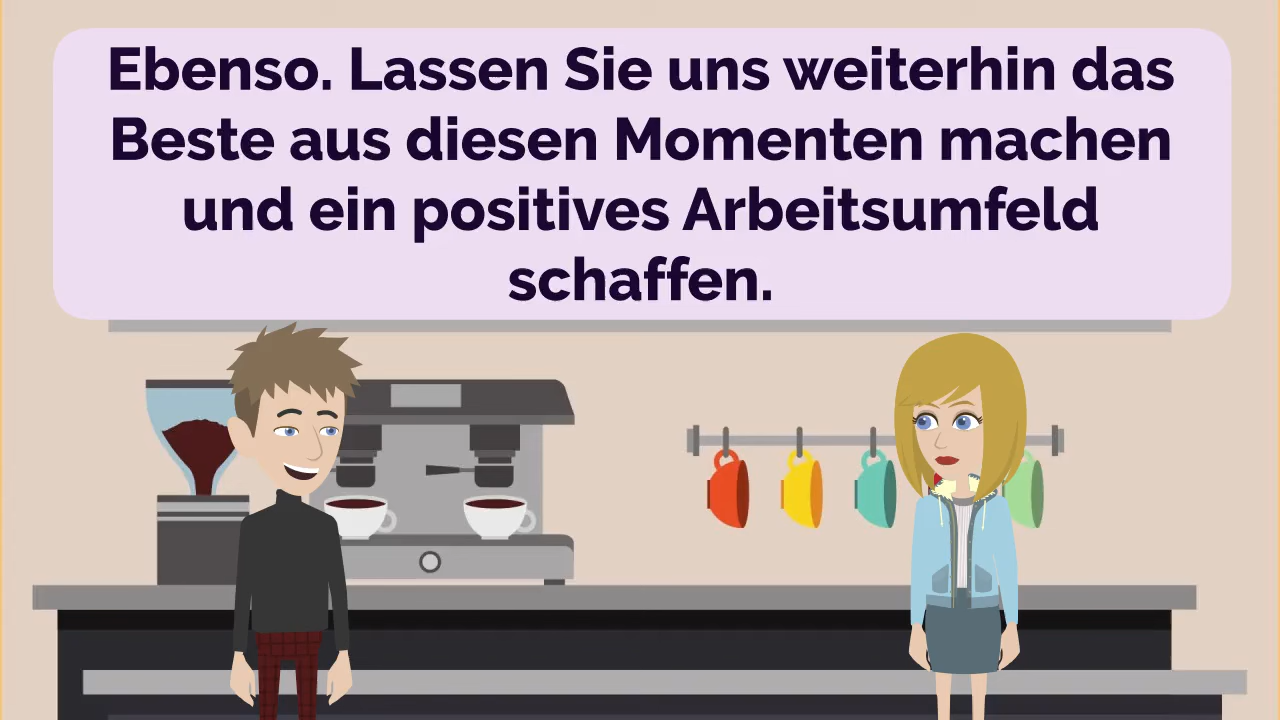 Ebenso. Lassen Sie uns weiterhin das
Beste aus diesen Momenten machen
und ein positives Arbeitsumfeld
schaffen.